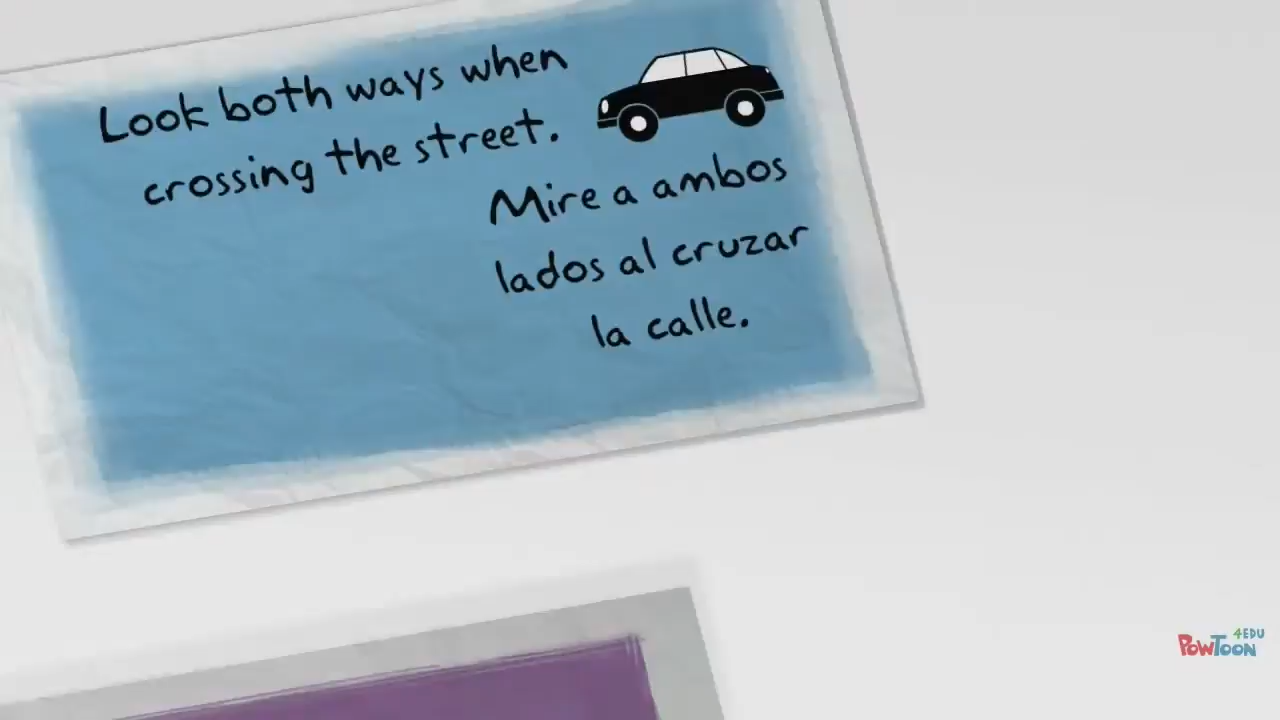 Look both ways when
crossing the street.
Mire a ambos
lados al cruzar
la calle.
4EDU
POWTOON